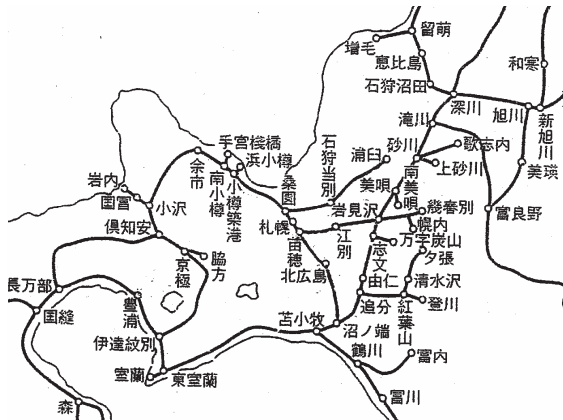 留萌
増毛
恵比島
石狩沼田
和寒
深川
旭川
新旭川
滝川
手宮桟橋
浜小樽
石狩当別
浦臼
砂川
歌志内
上砂川
南美唄
美唄
美瑛
富良野
余市
南小樽
小樽築港
桑園
岩内
国富
小沢
札幌
苗穂
江別
岩見沢
幾春別
幌内
万字炭山
志文
夕張
倶知安
京極
脇方
北広島
由仁
清水沢
追分
紅葉山
登川
長万部
国縫
豊浦
伊達紋別
苫小牧
沼ノ端
鶴川
富内
室蘭
東室蘭
富川
森